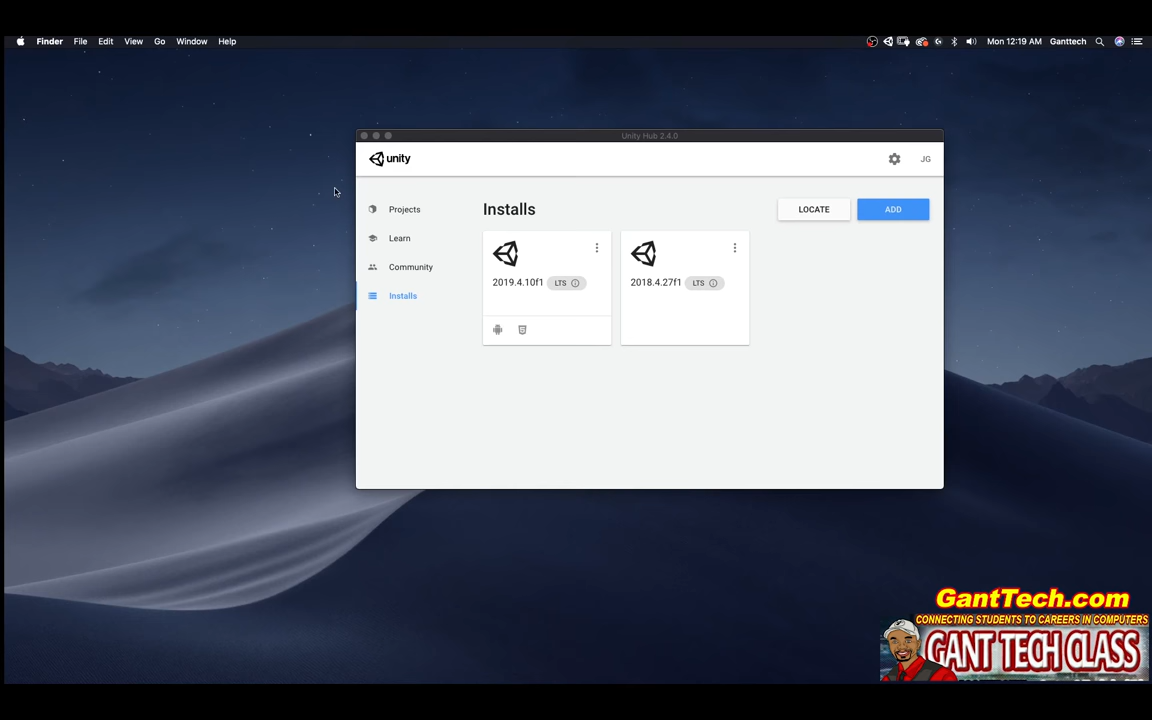 Finder File Edit View Go Window Help Mon 12:19 AM Ganttech
Unity Hub 2.4.0
unity JG
Projects
Learn
Community
Installs
Installs LOCATE ADD
2019.4.10f1 LTS
2018.4.27f1 LTS
GantTech.com
CONNECTING STUDENTS TO CAREERS IN COMPUTERS
GANT TECH CLASS